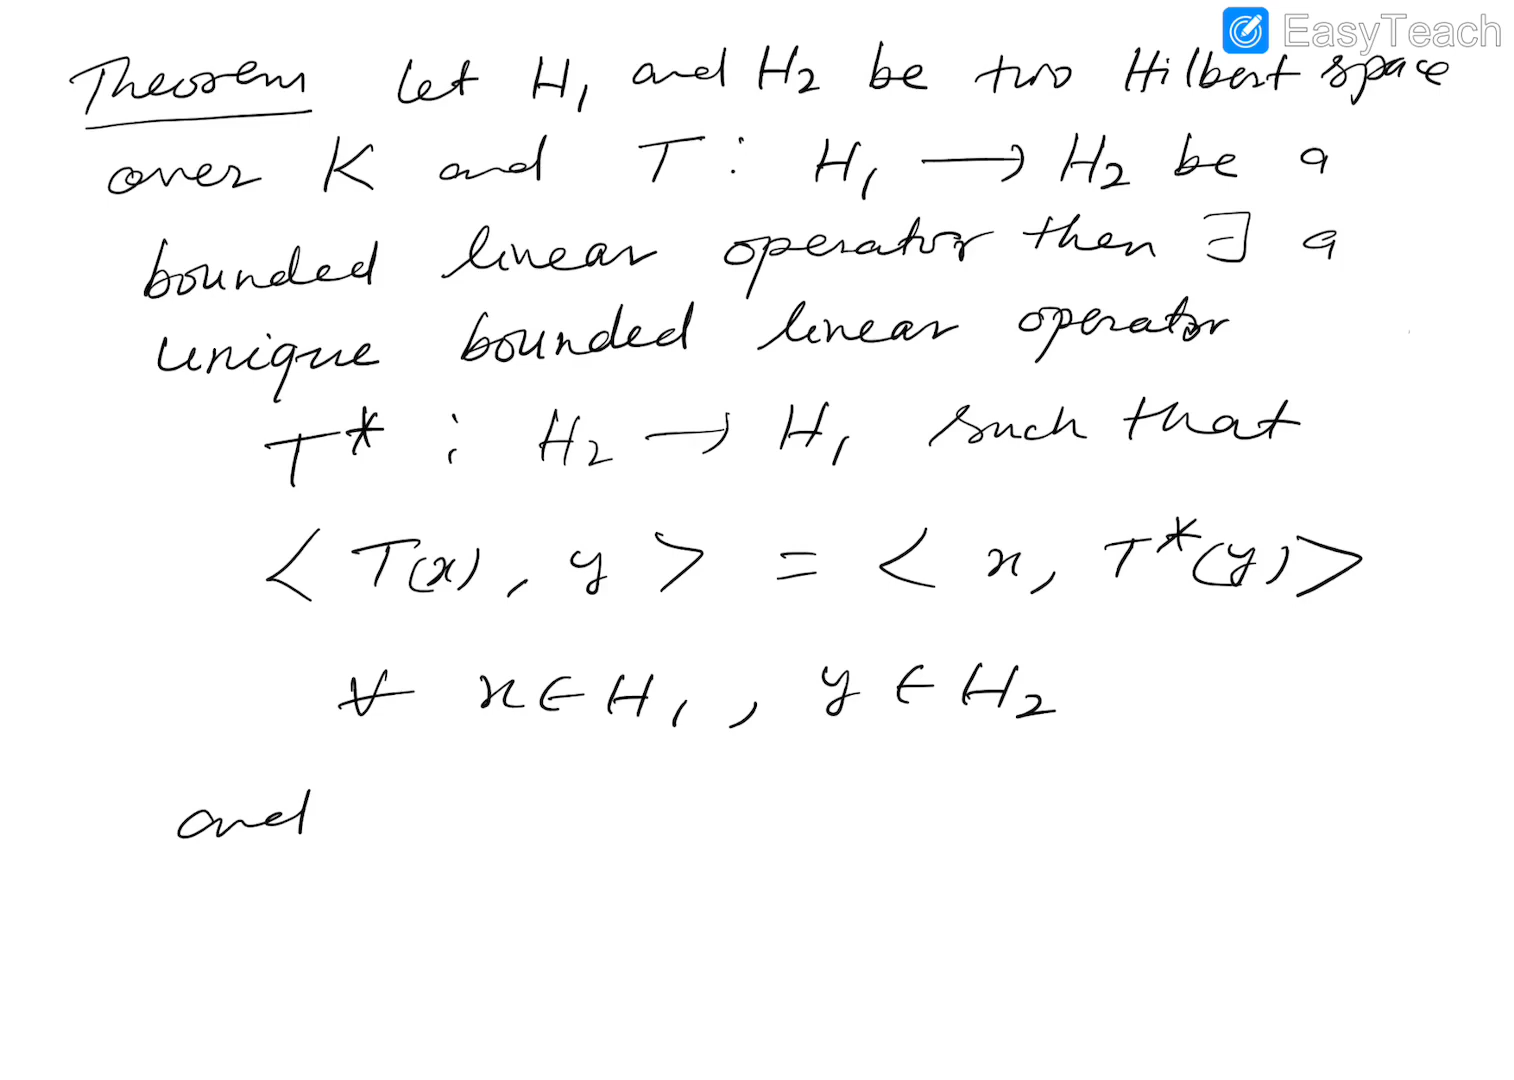 EasyTeach
Theorem Let H₁ and H₂ be two Hilbert space
over K and T : H₁ ⟶ H₂ be a
bounded linear operator then ∃ a
unique bounded linear operator
T* : H₂ ⟶ H₁ such that
< T(x), y > = < x, T*(y) >
∀ x ∈ H₁ , y ∈ H₂
and